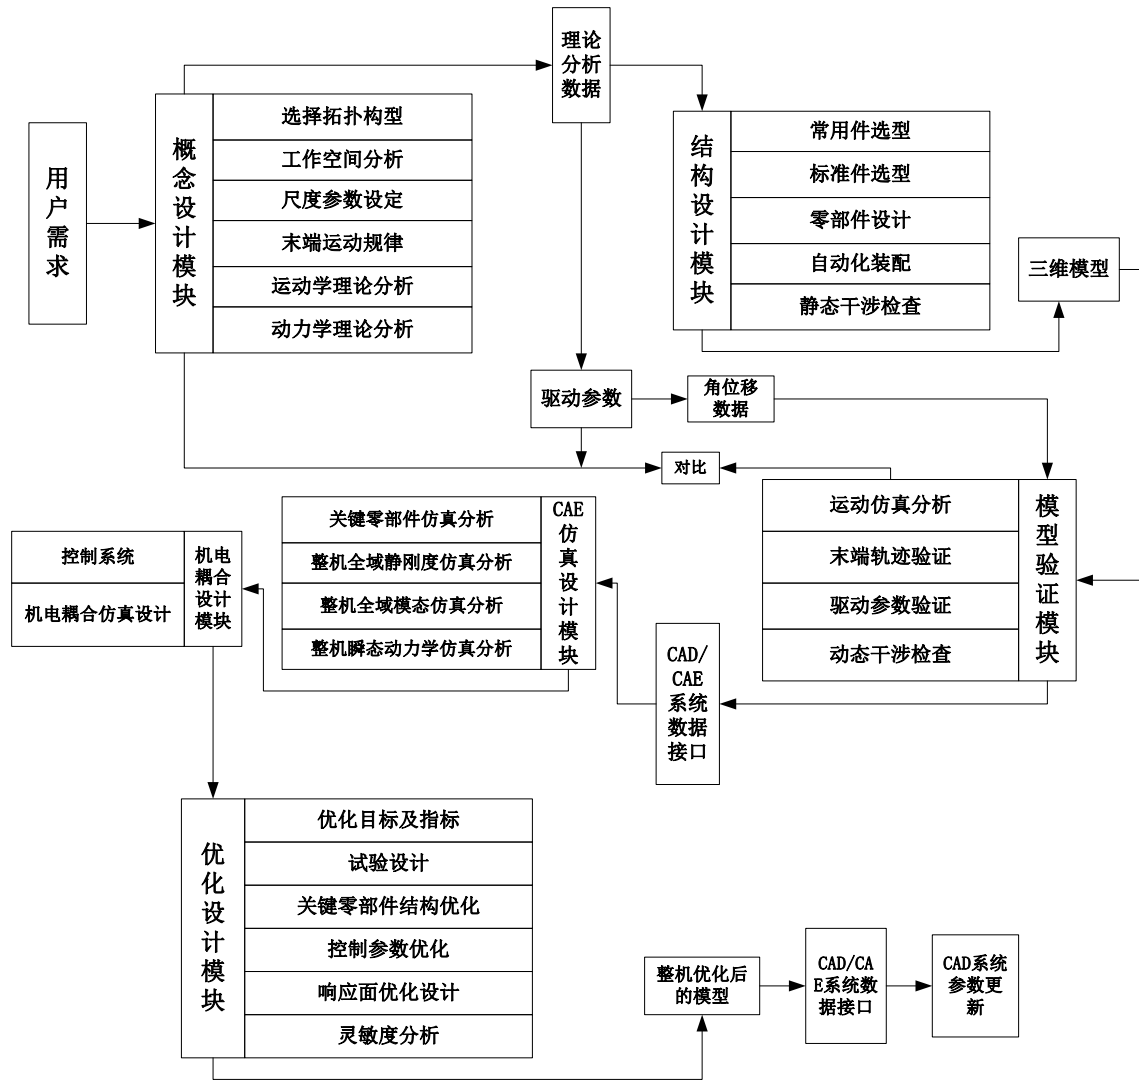 理论
分析
数据
用户需求
概念设计模块
选择拓扑构型
工作空间分析
尺度参数设定
末端运动规律
运动学理论分析
动力学理论分析
结构设计模块
常用件选型
标准件选型
零部件设计
自动化装配
静态干涉检查
三维模型
驱动参数
角位移
数据
对比
运动仿真分析
末端轨迹验证
驱动参数验证
动态干涉检查
模型验证模块
关键零部件仿真分析
整机全域静刚度仿真分析
整机全域模态仿真分析
整机瞬态动力学仿真分析
CAE
仿真设计模块
控制系统
机电耦合仿真设计
机电
耦合
设计
模块
CAD/
CAE
系统
数据
接口
优化设计模块
优化目标及指标
试验设计
关键零部件结构优化
控制参数优化
响应面优化设计
灵敏度分析
整机优化后
的模型
CAD/CA
E系统数
据接口
CAD系统
参数更
新